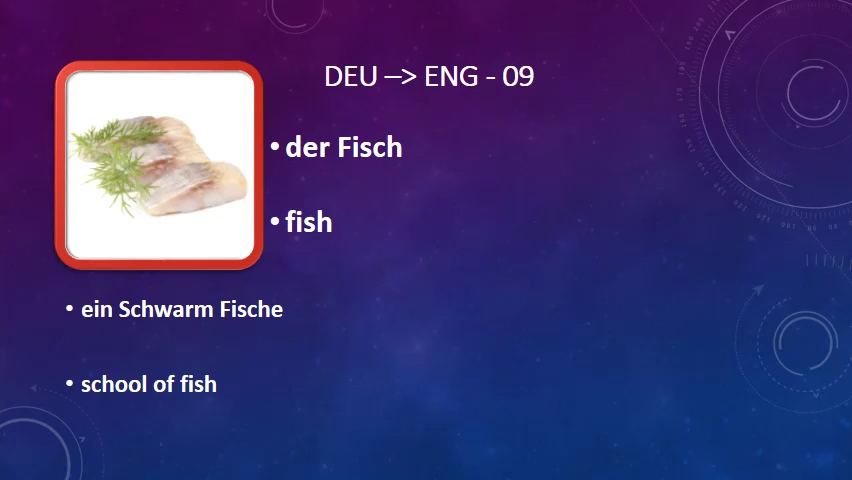 DEU –> ENG - 09
• der Fisch
• fish
• ein Schwarm Fische
• school of fish